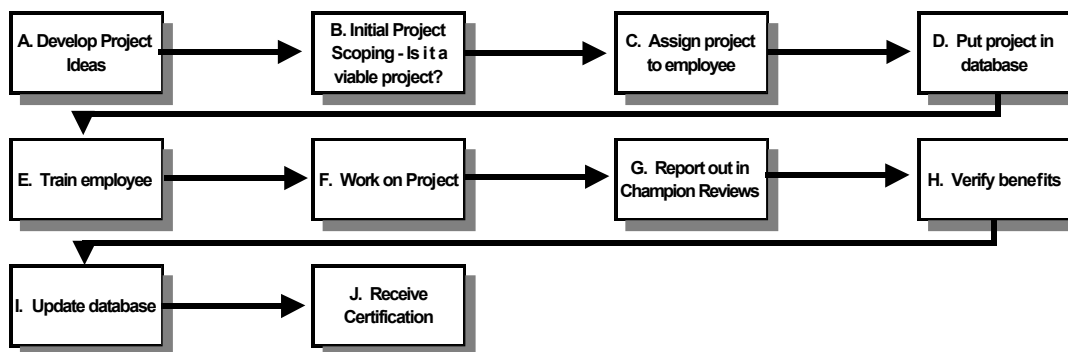 A. Develop Project
Ideas
B. Initial Project
Scoping - Is it a
viable project?
C. Assign project
to employee
D. Put project in
database
E. Train employee
F. Work on Project
G. Report out in
Champion Reviews
H. Verify benefits
I. Update database
J. Receive
Certification